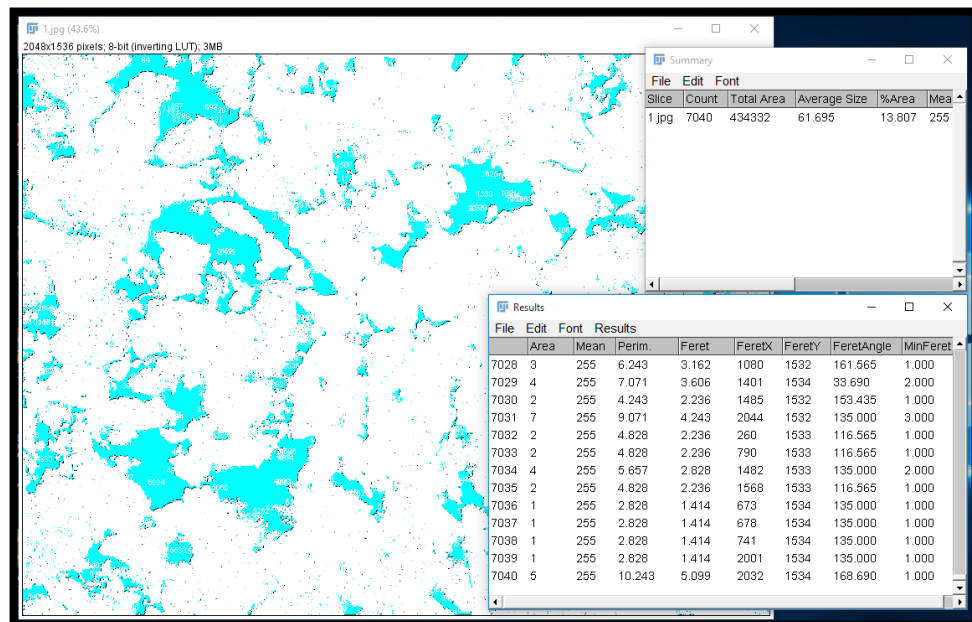 1.jpg (43.6%)
2048x1536 pixels; 8-bit (inverting LUT); 3MB
Summary
File Edit Font
Slice Count Total Area Average Size %Area Mea
1.jpg 7040 434332 61.695 13.807 255
Results
File Edit Font Results
Area Mean Perim. Feret FeretX FeretY FeretAngle MinFeret
7028 3 255 6.243 3.162 1080 1532 161.565 1.000
7029 4 255 7.071 3.606 1401 1534 33.690 2.000
7030 2 255 4.243 2.236 1485 1532 153.435 1.000
7031 7 255 9.071 4.243 2044 1532 135.000 3.000
7032 2 255 4.828 2.236 260 1533 116.565 1.000
7033 2 255 4.828 2.236 790 1533 116.565 1.000
7034 4 255 5.657 2.828 1482 1533 135.000 2.000
7035 2 255 4.828 2.236 1568 1533 116.565 1.000
7036 1 255 2.828 1.414 673 1534 135.000 1.000
7037 1 255 2.828 1.414 678 1534 135.000 1.000
7038 1 255 2.828 1.414 741 1534 135.000 1.000
7039 1 255 2.828 1.414 2001 1534 135.000 1.000
7040 5 255 10.243 5.099 2032 1534 168.690 1.000